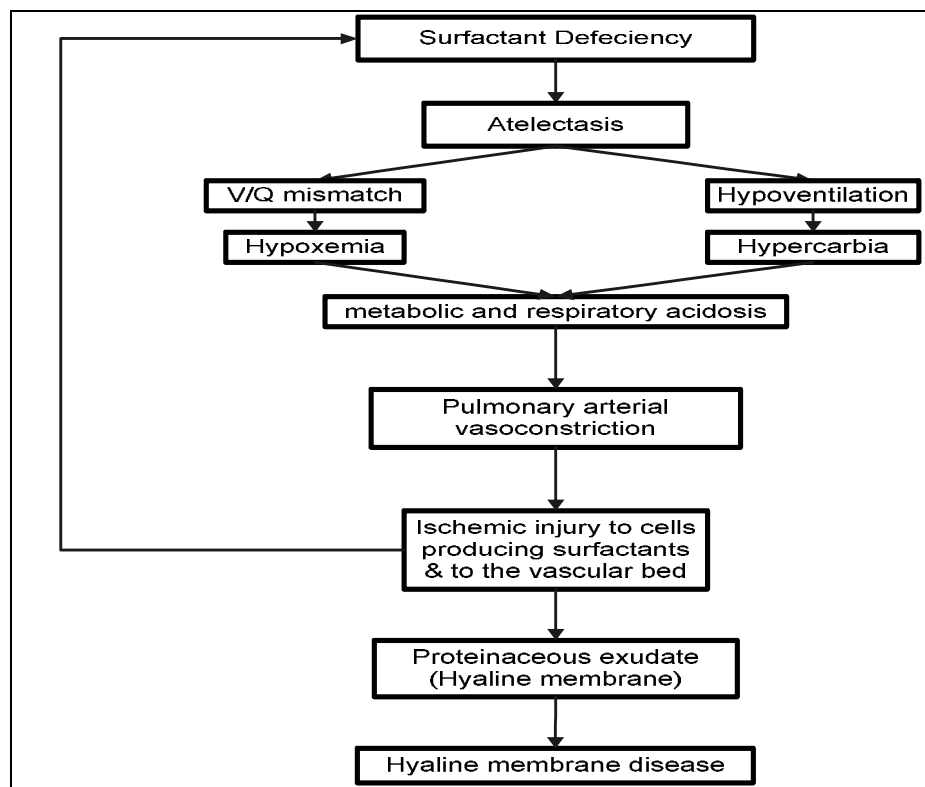 Surfactant Defeciency
Atelectasis
V/Q mismatch
Hypoventilation
Hypoxemia
Hypercarbia
metabolic and respiratory acidosis
Pulmonary arterial
vasoconstriction
Ischemic injury to cells
producing surfactants
& to the vascular bed
Proteinaceous exudate
(Hyaline membrane)
Hyaline membrane disease